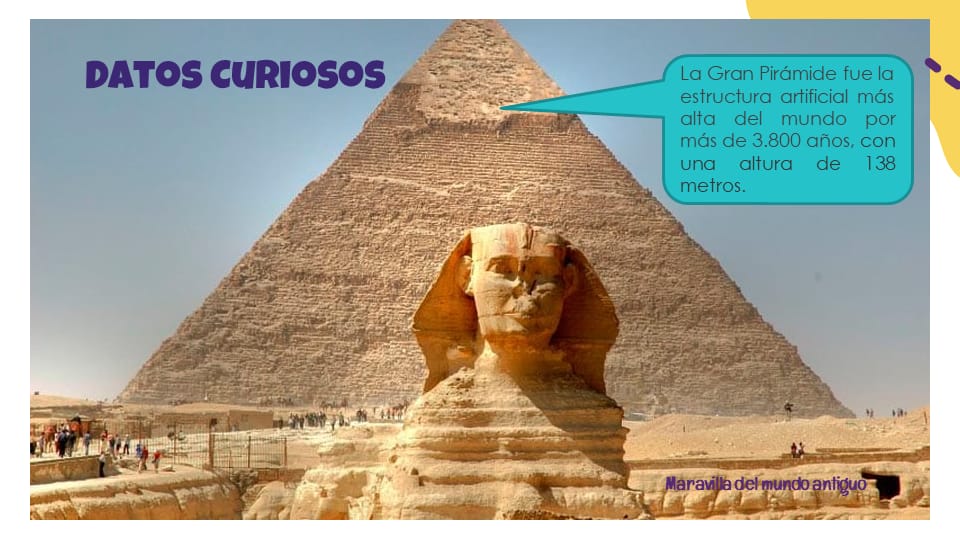 DATOS CURIOSOS
La Gran Pirámide fue la
estructura artificial más
alta del mundo por
más de 3.800 años, con
una altura de 138
metros.
Maravilla del mundo antiguo